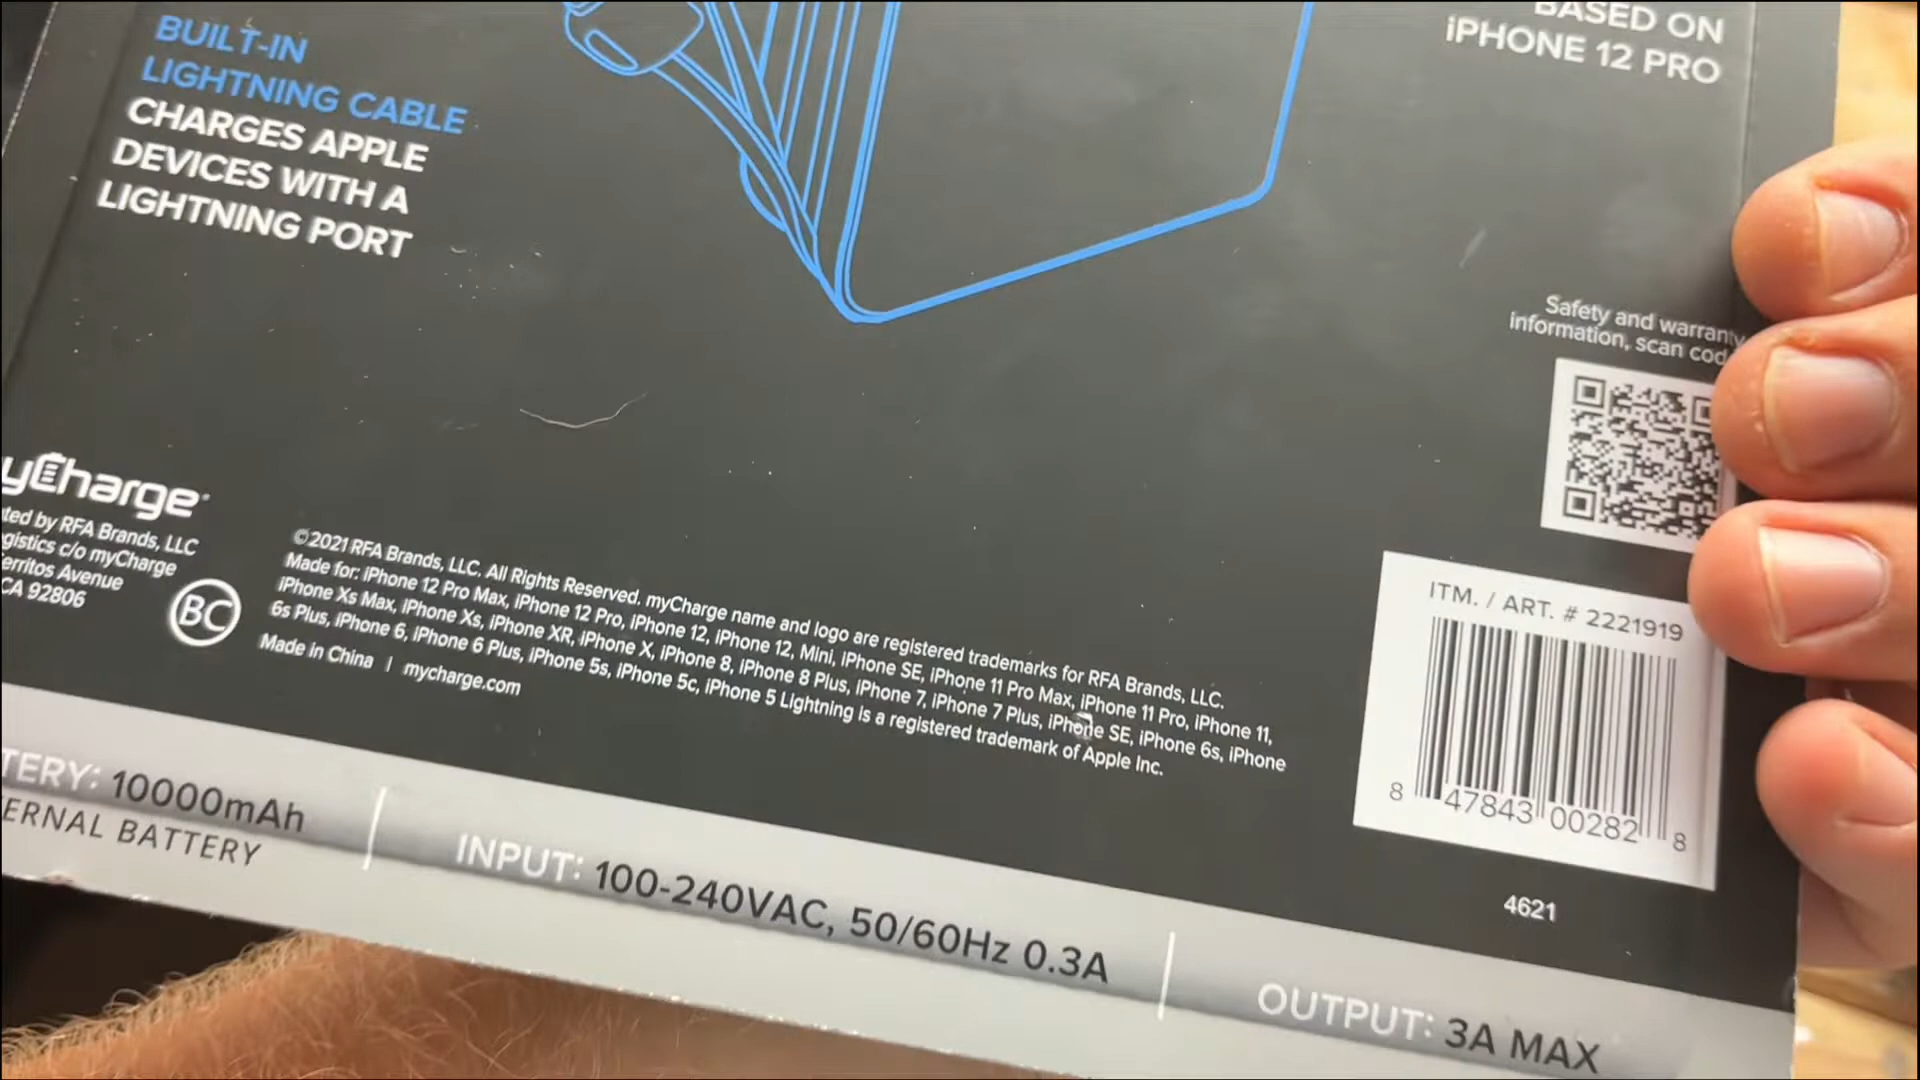 BASED ON
iPHONE 12 PRO
BUILT-IN
LIGHTNING CABLE
CHARGES APPLE
DEVICES WITH A
LIGHTNING PORT
Safety and warranty
information, scan cod
yCharge
ted by RFA Brands, LLC
gistics c/o myCharge
erritos Avenue
CA 92806
BC
©2021 RFA Brands, LLC. All Rights Reserved. myCharge name and logo are registered trademarks for RFA Brands, LLC.
Made for: iPhone 12 Pro Max, iPhone 12 Pro, iPhone 12, iPhone 12, Mini, iPhone SE, iPhone 11 Pro Max, iPhone 11 Pro, iPhone 11,
iPhone Xs Max, iPhone Xs, iPhone XR, iPhone X, iPhone 8, iPhone 8 Plus, iPhone 7, iPhone 7 Plus, iPhone SE, iPhone 6s, iPhone
6s Plus, iPhone 6, iPhone 6 Plus, iPhone 5s, iPhone 5c, iPhone 5 Lightning is a registered trademark of Apple Inc.
Made in China | mycharge.com
ITM. / ART. # 2221919
8 47843 00282 8
4621
TERY: 10000mAh
ERNAL BATTERY
INPUT: 100-240VAC, 50/60Hz 0.3A
OUTPUT: 3A MAX